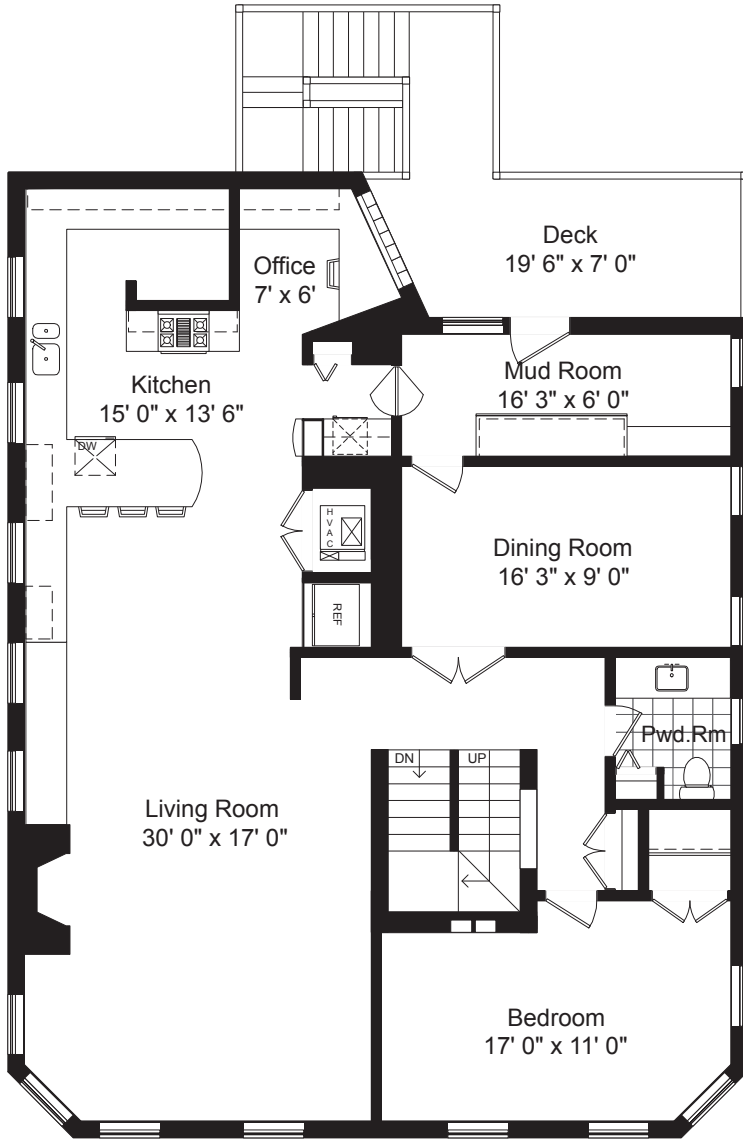 Deck
19' 6" x 7' 0"
Office
7' x 6'
Mud Room
16' 3" x 6' 0"
Kitchen
15' 0" x 13' 6"
DW
HVAC
Dining Room
16' 3" x 9' 0"
REF
Pwd.Rm
DN
UP
Living Room
30' 0" x 17' 0"
Bedroom
17' 0" x 11' 0"